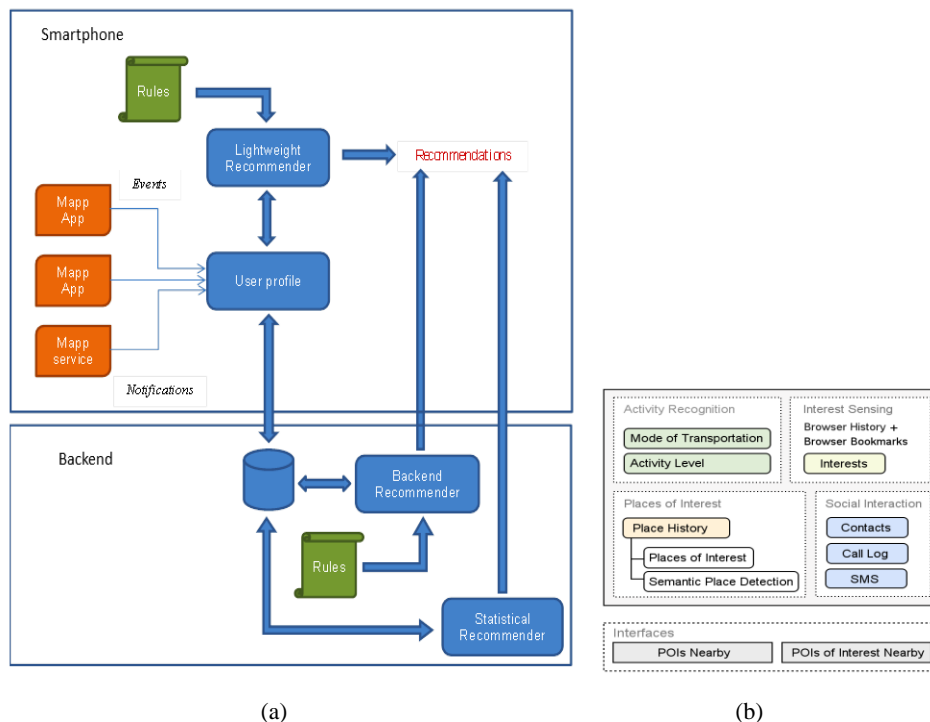 Smartphone
Rules
Lightweight
Recommender
Recommendations
Events
Mapp
App
Mapp
App
User profile
Mapp
service
Notifications
Backend
Backend
Recommender
Rules
Statistical
Recommender
(a)
Activity Recognition
Mode of Transportation
Activity Level
Interest Sensing
Browser History +
Browser Bookmarks
Interests
Places of Interest
Place History
Places of Interest
Semantic Place Detection
Social Interaction
Contacts
Call Log
SMS
Interfaces
POIs Nearby
POIs of Interest Nearby
(b)